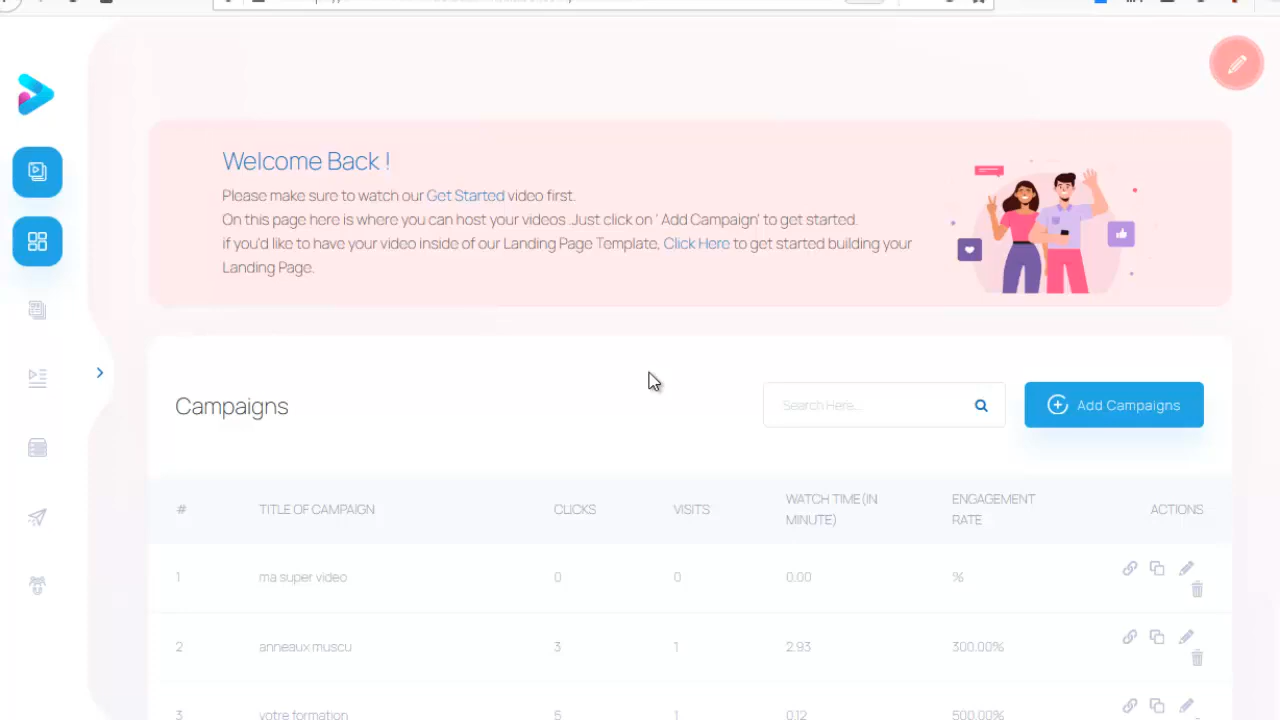 Welcome Back !
Please make sure to watch our Get Started video first.
On this page here is where you can host your videos .Just click on ' Add Campaign' to get started.
if you'd like to have your video inside of our Landing Page Template, Click Here to get started building your
Landing Page.
Campaigns
Search Here...
Add Campaigns
# TITLE OF CAMPAIGN CLICKS VISITS WATCH TIME(IN MINUTE) ENGAGEMENT RATE ACTIONS
1 ma super video 0 0 0.00 %
2 anneaux muscu 3 1 2.93 300.00%
3 votre formation 5 1 0.12 500.00%